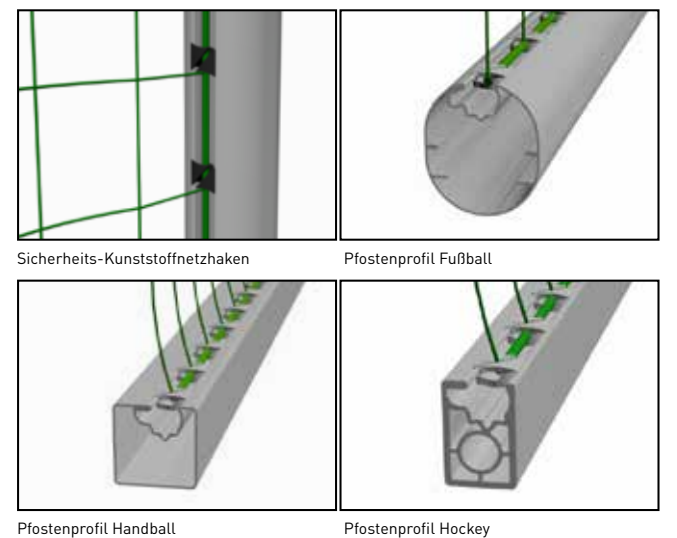 Sicherheits-Kunststoffnetzhaken
Pfostenprofil Fußball
Pfostenprofil Handball
Pfostenprofil Hockey